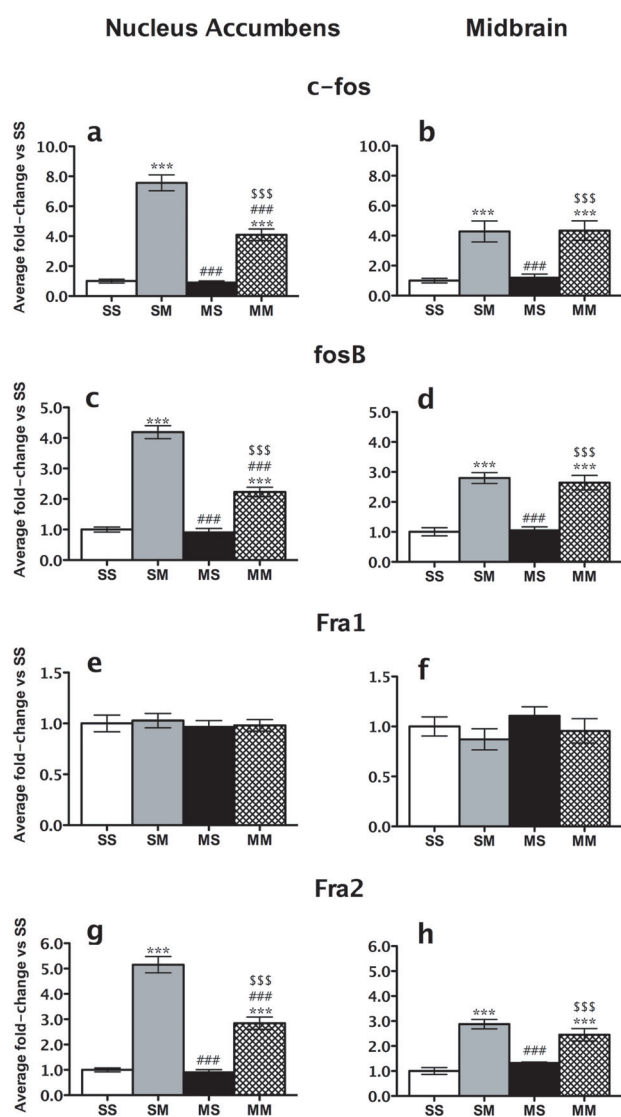 Nucleus Accumbens Midbrain
c-fos
a b
Average fold-change vs SS
10.0 10.0
8.0 8.0
6.0 6.0
4.0 4.0
2.0 2.0
0.0 0.0
*** ### $$$ ### *** *** ### $$$ ***
SS SM MS MM SS SM MS MM
fosB
c d
Average fold-change vs SS
5.0 5.0
4.0 4.0
3.0 3.0
2.0 2.0
1.0 1.0
0.0 0.0
*** ### $$$ ### *** *** ### $$$ ***
SS SM MS MM SS SM MS MM
Fra1
e f
Average fold-change vs SS
1.5 1.5
1.0 1.0
0.5 0.5
0.0 0.0
SS SM MS MM SS SM MS MM
Fra2
g h
Average fold-change vs SS
6.0 6.0
5.0 5.0
4.0 4.0
3.0 3.0
2.0 2.0
1.0 1.0
0.0 0.0
*** ### $$$ ### *** *** ### $$$ ***
SS SM MS MM SS SM MS MM